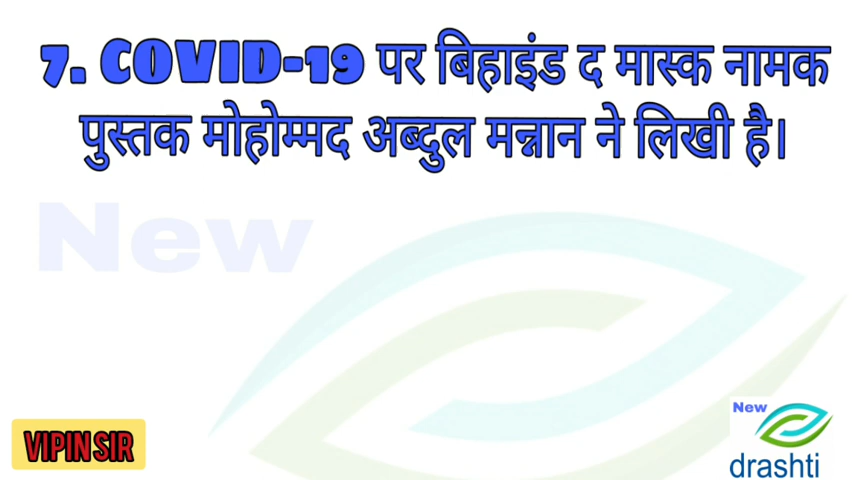 7. COVID-19 पर बिहाइंड द मास्क नामक
पुस्तक मोहोम्मद अब्दुल मन्नान ने लिखी है।
New
VIPIN SIR
New
drashti